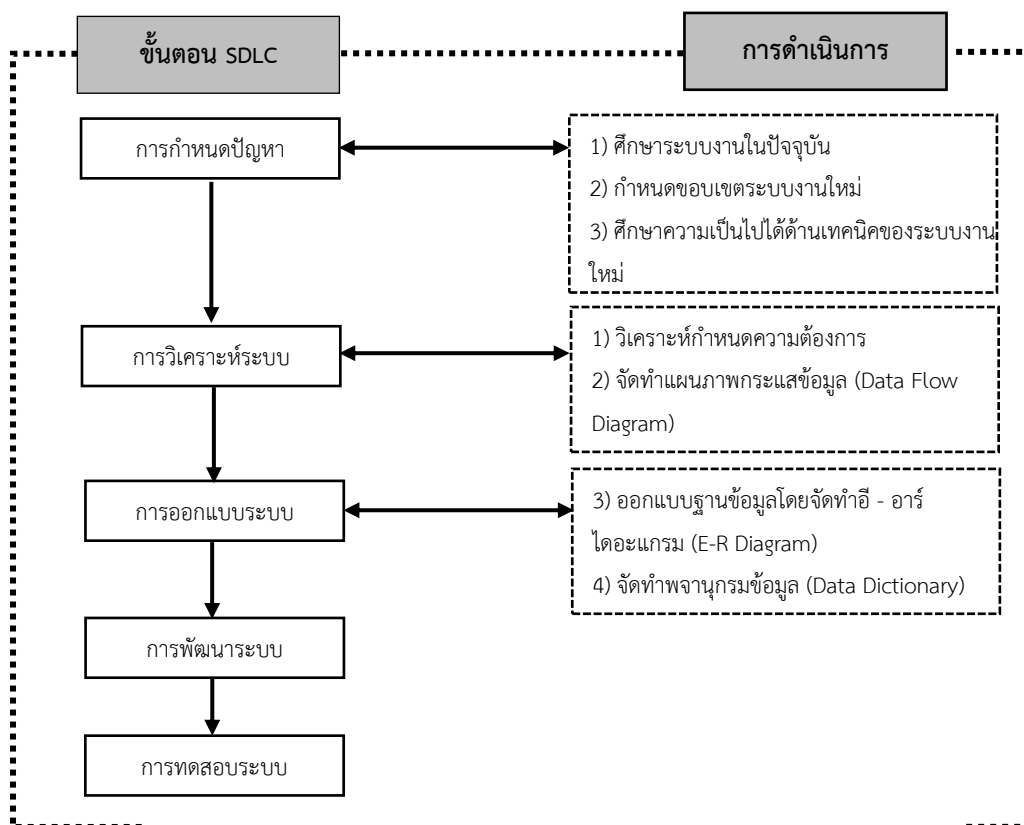 ขั้นตอน SDLC
การดำเนินการ
การกำหนดปัญหา
1) ศึกษาระบบงานในปัจจุบัน
2) กำหนดขอบเขตระบบงานใหม่
3) ศึกษาความเป็นไปได้ด้านเทคนิคของระบบงาน
ใหม่
การวิเคราะห์ระบบ
1) วิเคราะห์กำหนดความต้องการ
2) จัดทำแผนภาพกระแสข้อมูล (Data Flow
Diagram)
การออกแบบระบบ
3) ออกแบบฐานข้อมูลโดยจัดทำอี - อาร์
ไดอะแกรม (E-R Diagram)
4) จัดทำพจานุกรมข้อมูล (Data Dictionary)
การพัฒนาระบบ
การทดสอบระบบ